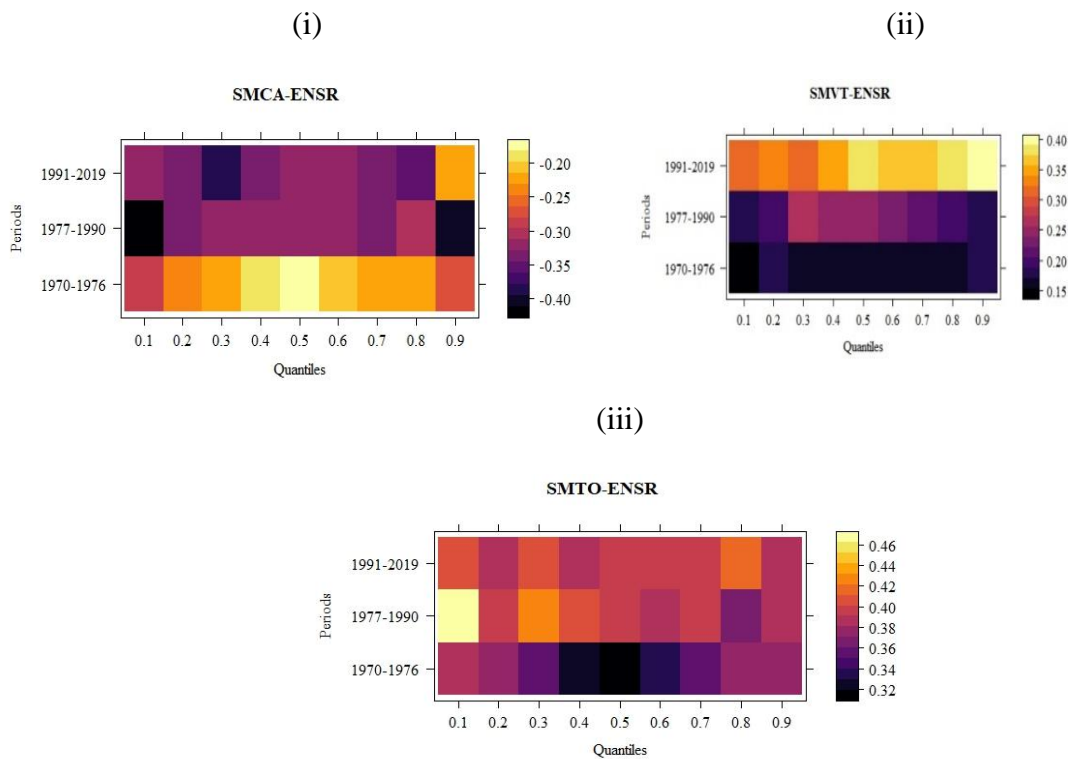 (i)
(ii)
SMCA-ENSR
SMVT-ENSR
Periods
1991-2019
1977-1990
1970-1976
0.1 0.2 0.3 0.4 0.5 0.6 0.7 0.8 0.9
Quantiles
-0.20
-0.25
-0.30
-0.35
-0.40
Periods
1991-2019
1977-1990
1970-1976
0.1 0.2 0.3 0.4 0.5 0.6 0.7 0.8 0.9
Quantiles
0.40
0.35
0.30
0.25
0.20
0.15
(iii)
SMTO-ENSR
Periods
1991-2019
1977-1990
1970-1976
0.1 0.2 0.3 0.4 0.5 0.6 0.7 0.8 0.9
Quantiles
0.46
0.44
0.42
0.40
0.38
0.36
0.34
0.32